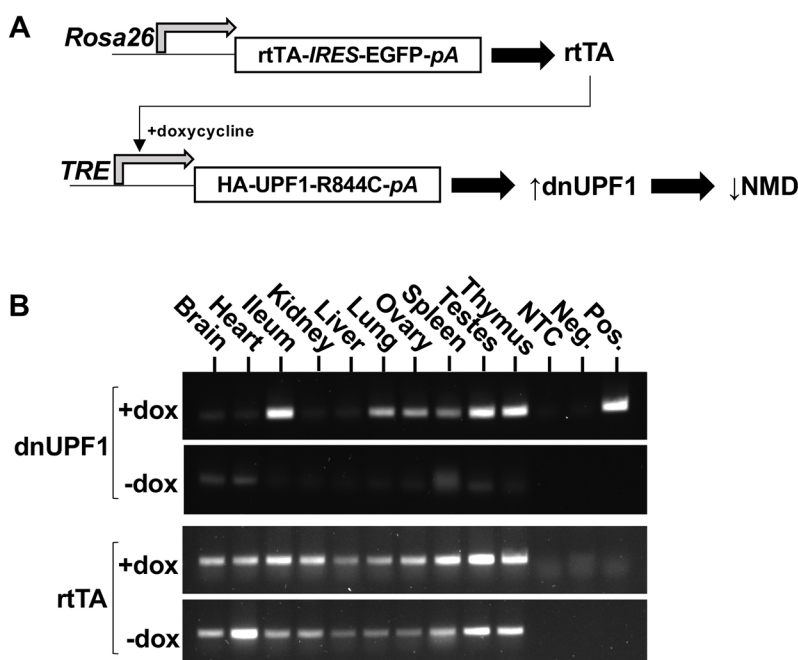 A
Rosa26
rtTA-IRES-EGFP-pA
rtTA
+doxycycline
TRE
HA-UPF1-R844C-pA
↑dnUPF1
↓NMD
B
Brain
Heart
Ileum
Kidney
Liver
Lung
Ovary
Spleen
Testes
Thymus
NTC
Neg.
Pos.
dnUPF1
+dox
-dox
rtTA
+dox
-dox